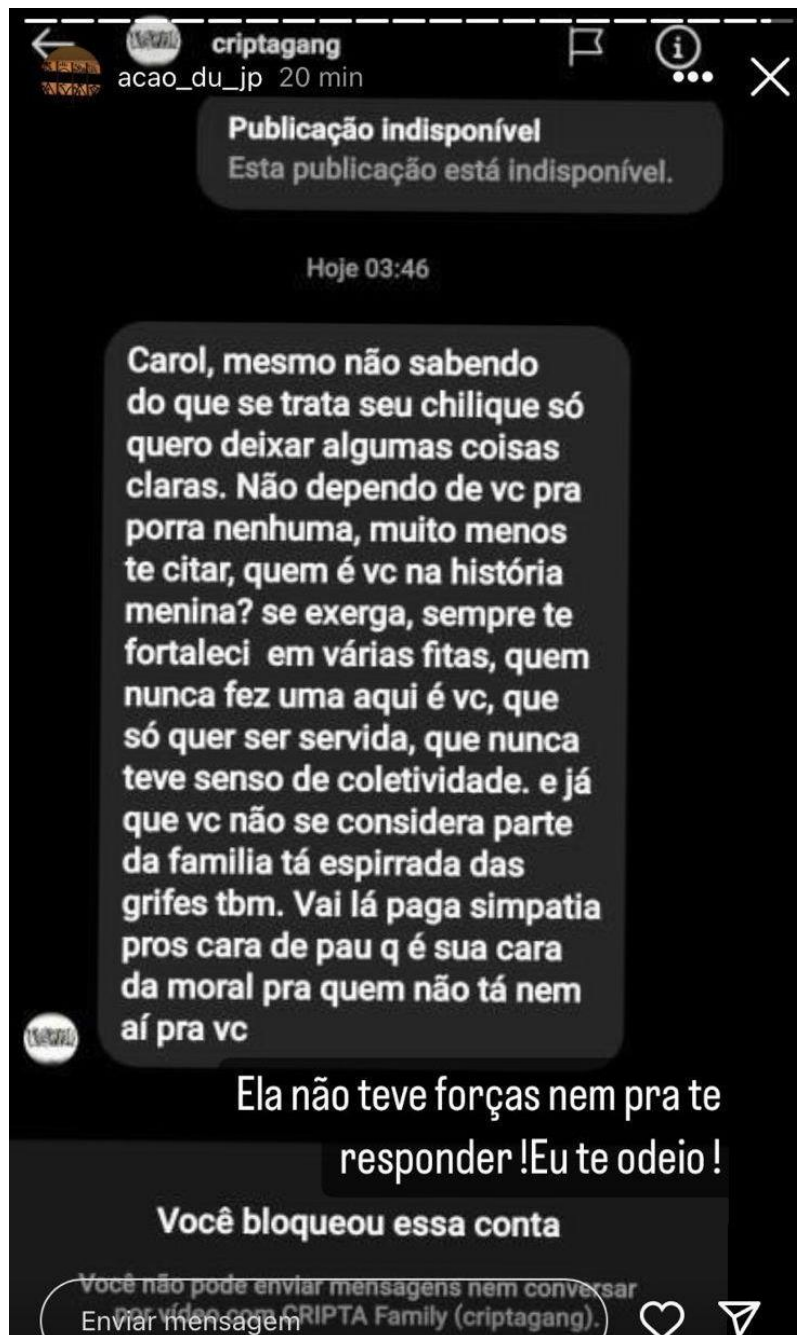 criptagang
acao_du_jp 20 min
Publicação indisponível
Esta publicação está indisponível.
Hoje 03:46
Carol, mesmo não sabendo
do que se trata seu chilique só
quero deixar algumas coisas
claras. Não dependo de vc pra
porra nenhuma, muito menos
te citar, quem é vc na história
menina? se exerga, sempre te
fortaleci em várias fitas, quem
nunca fez uma aqui é vc, que
só quer ser servida, que nunca
teve senso de coletividade. e já
que vc não se considera parte
da familia tá espirrada das
grifes tbm. Vai lá paga simpatia
pros cara de pau q é sua cara
da moral pra quem não tá nem
aí pra vc
Ela não teve forças nem pra te
responder !Eu te odeio !
Você bloqueou essa conta
Você não pode enviar mensagens nem conversar
por vídeo com CRIPTA Family (criptagang).
Enviar mensagem